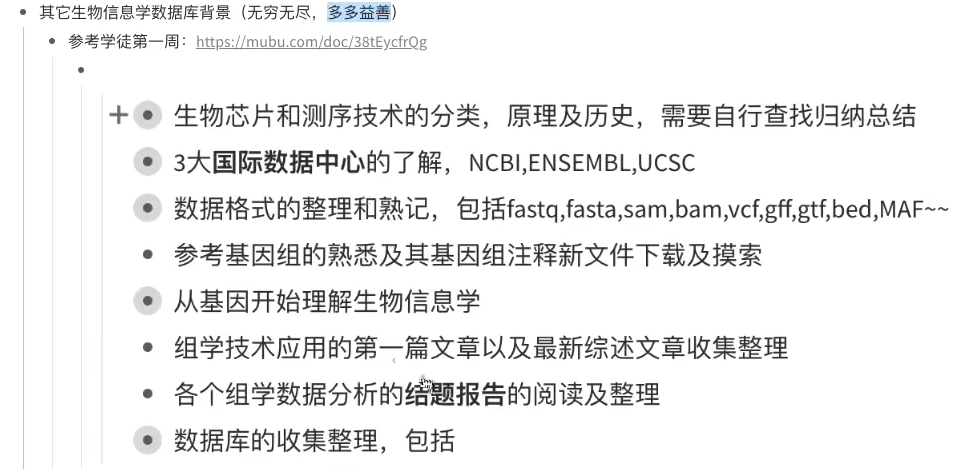 其它生物信息学数据库背景（无穷无尽，多多益善）
参考学徒第一周：https://mubu.com/doc/38tEycfrQg
生物芯片和测序技术的分类，原理及历史，需要自行查找归纳总结
3大国际数据中心的了解，NCBI,ENSEMBL,UCSC
数据格式的整理和熟记，包括fastq,fasta,sam,bam,vcf,gff,gtf,bed,MAF~~
参考基因组的熟悉及其基因组注释新文件下载及摸索
从基因开始理解生物信息学
组学技术应用的第一篇文章以及最新综述文章收集整理
各个组学数据分析的结题报告的阅读及整理
数据库的收集整理，包括